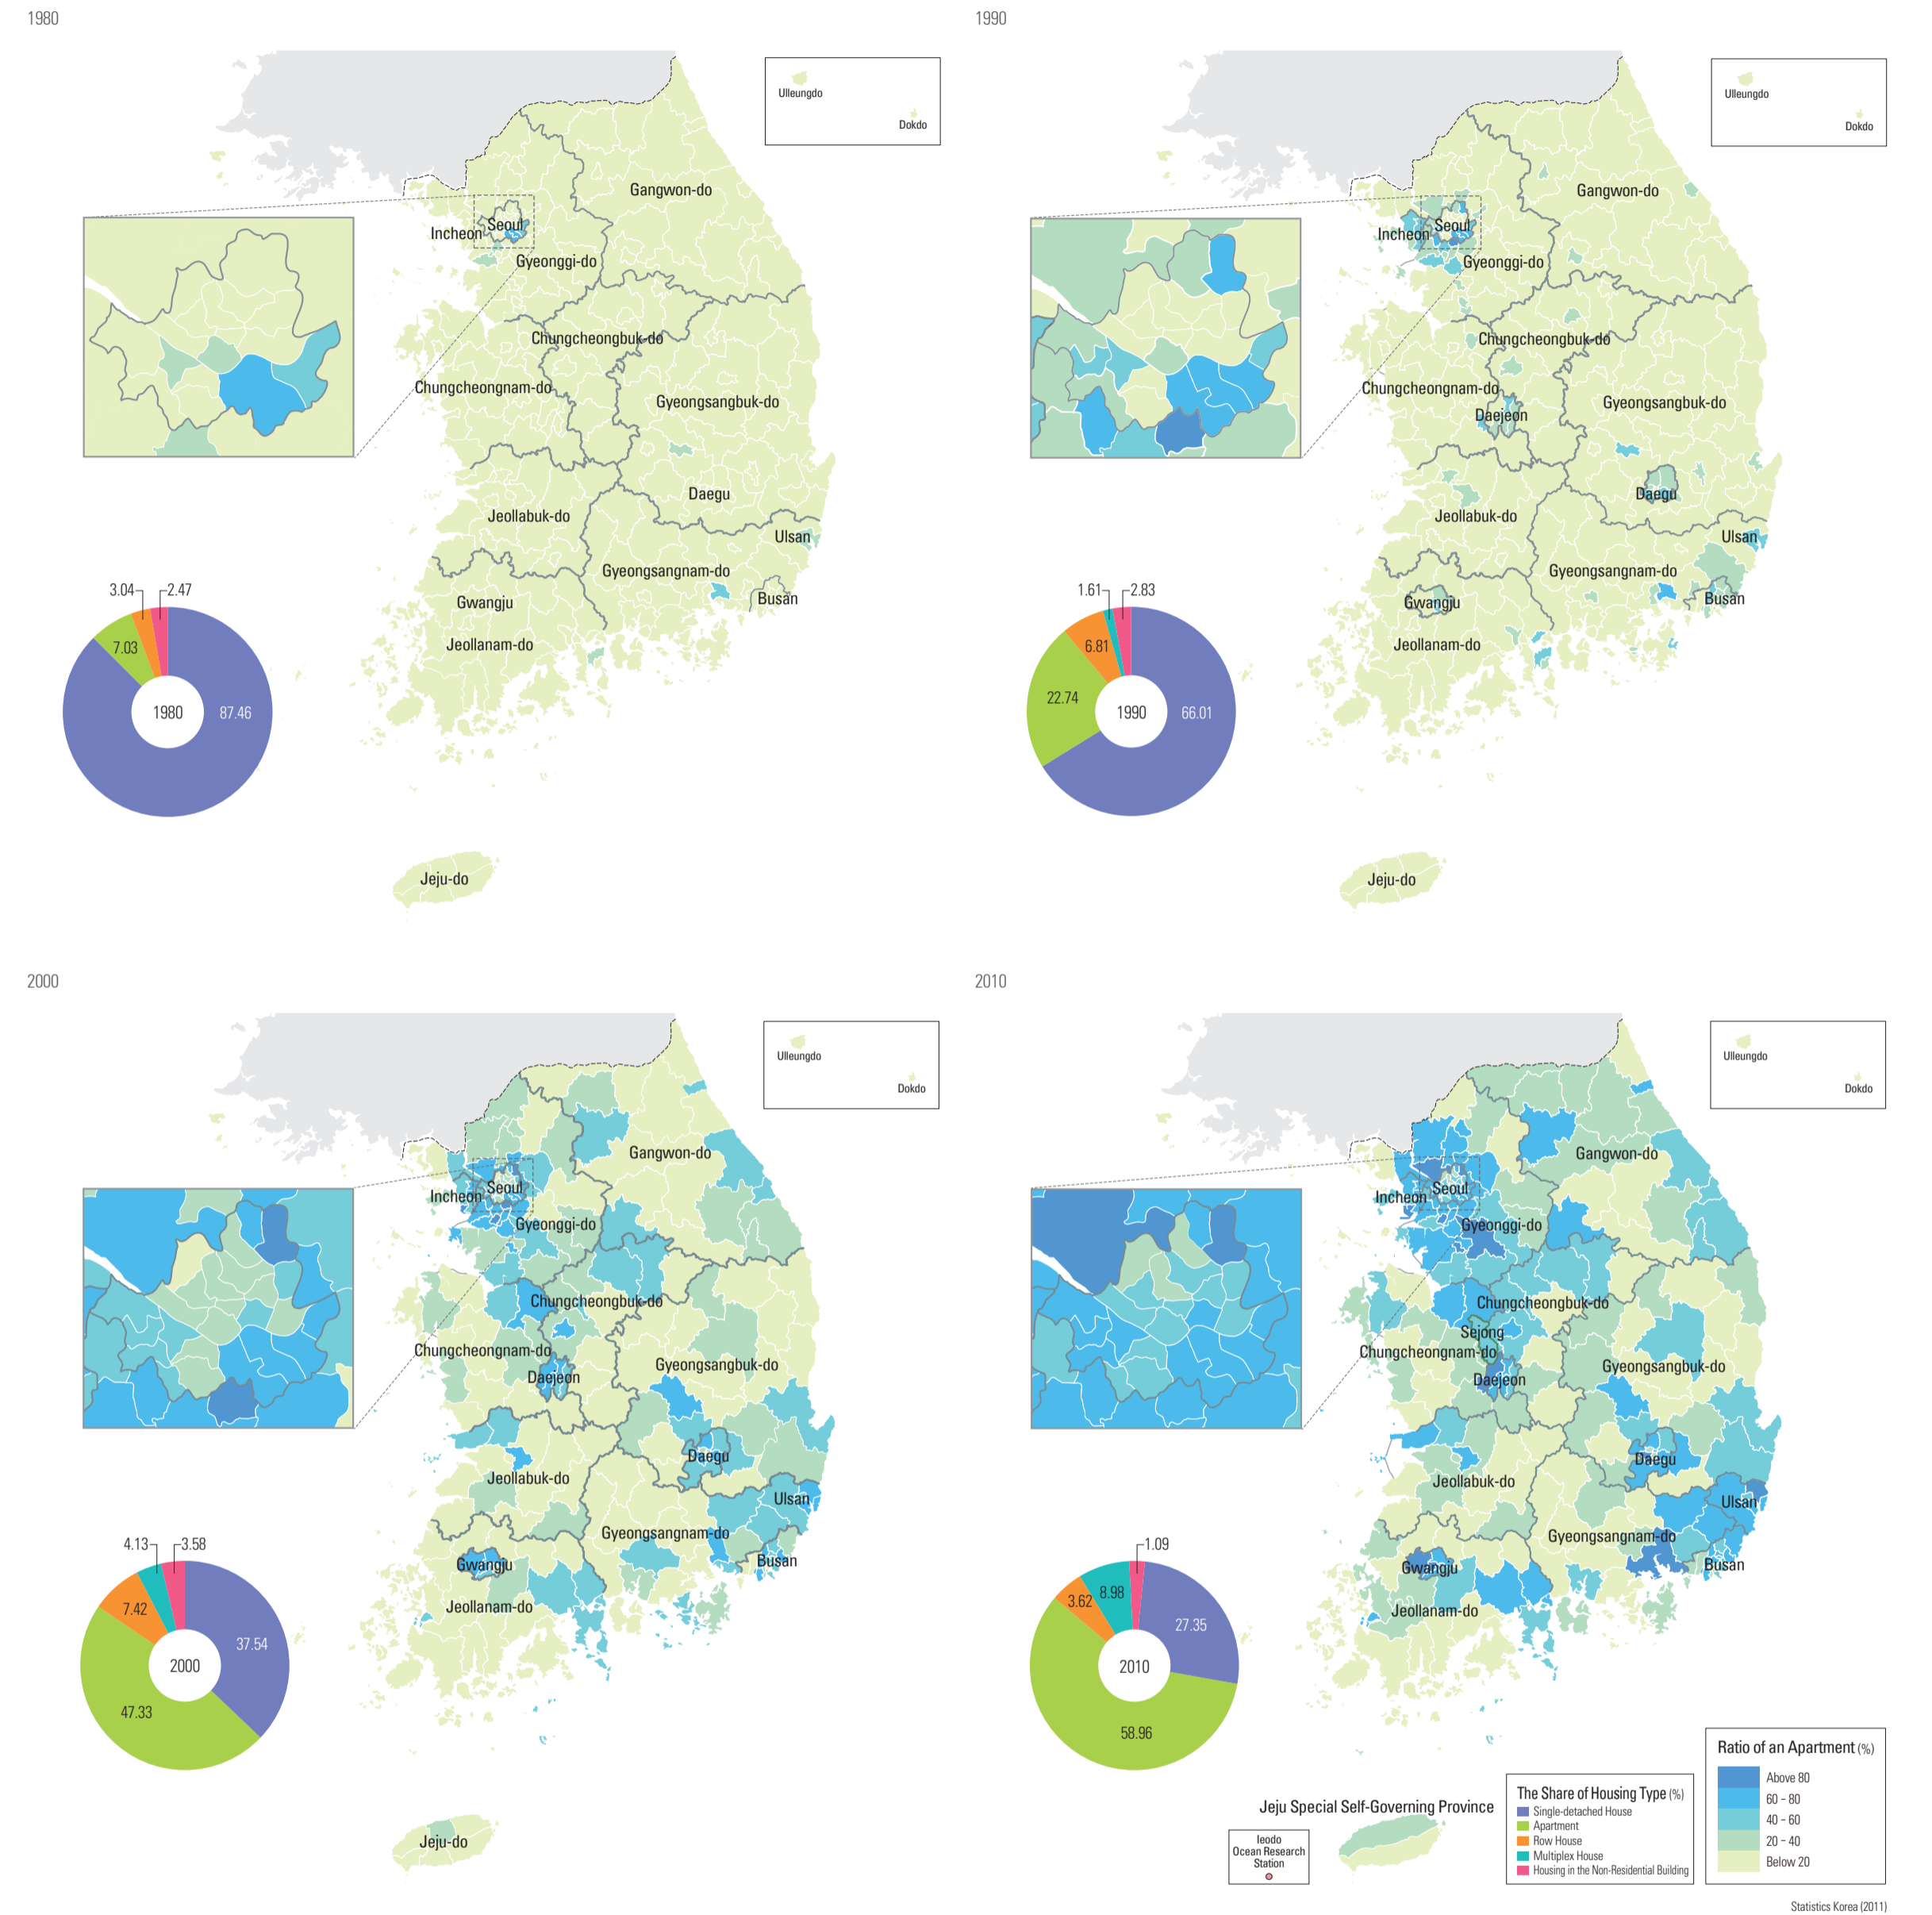 1980
Ulleungdo
Dokdo
Gangwon-do
Seoul
Incheon
Gyeonggi-do
Chungcheongbuk-do
Chungcheongnam-do
Gyeongsangbuk-do
Daegu
Jeollabuk-do
Ulsan
Gyeongsangnam-do
Busan
Gwangju
Jeollanam-do
3.04
2.47
7.03
1980
87.46
Jeju-do
1990
Ulleungdo
Dokdo
Gangwon-do
Seoul
Incheon
Gyeonggi-do
Chungcheongbuk-do
Chungcheongnam-do
Gyeongsangbuk-do
Daejeon
Daegu
Jeollabuk-do
Ulsan
Gyeongsangnam-do
Busan
Gwangju
Jeollanam-do
1.61
2.83
6.81
22.74
1990
66.01
Jeju-do
2000
Ulleungdo
Dokdo
Gangwon-do
Seoul
Incheon
Gyeonggi-do
Chungcheongbuk-do
Chungcheongnam-do
Gyeongsangbuk-do
Daejeon
Daegu
Jeollabuk-do
Ulsan
Gyeongsangnam-do
Busan
Gwangju
Jeollanam-do
4.13
3.58
7.42
37.54
2000
47.33
Jeju-do
2010
Ulleungdo
Dokdo
Gangwon-do
Seoul
Incheon
Gyeonggi-do
Chungcheongbuk-do
Sejong
Chungcheongnam-do
Gyeongsangbuk-do
Daejeon
Daegu
Jeollabuk-do
Ulsan
Gyeongsangnam-do
Busan
Gwangju
Jeollanam-do
1.09
8.98
3.62
27.35
2010
58.96
Jeju Special Self-Governing Province
Ieodo
Ocean Research
Station
The Share of Housing Type (%)
Single-detached House
Apartment
Row House
Multiplex House
Housing in the Non-Residential Building
Ratio of an Apartment (%)
Above 80
60 – 80
40 – 60
20 – 40
Below 20
Statistics Korea (2011)